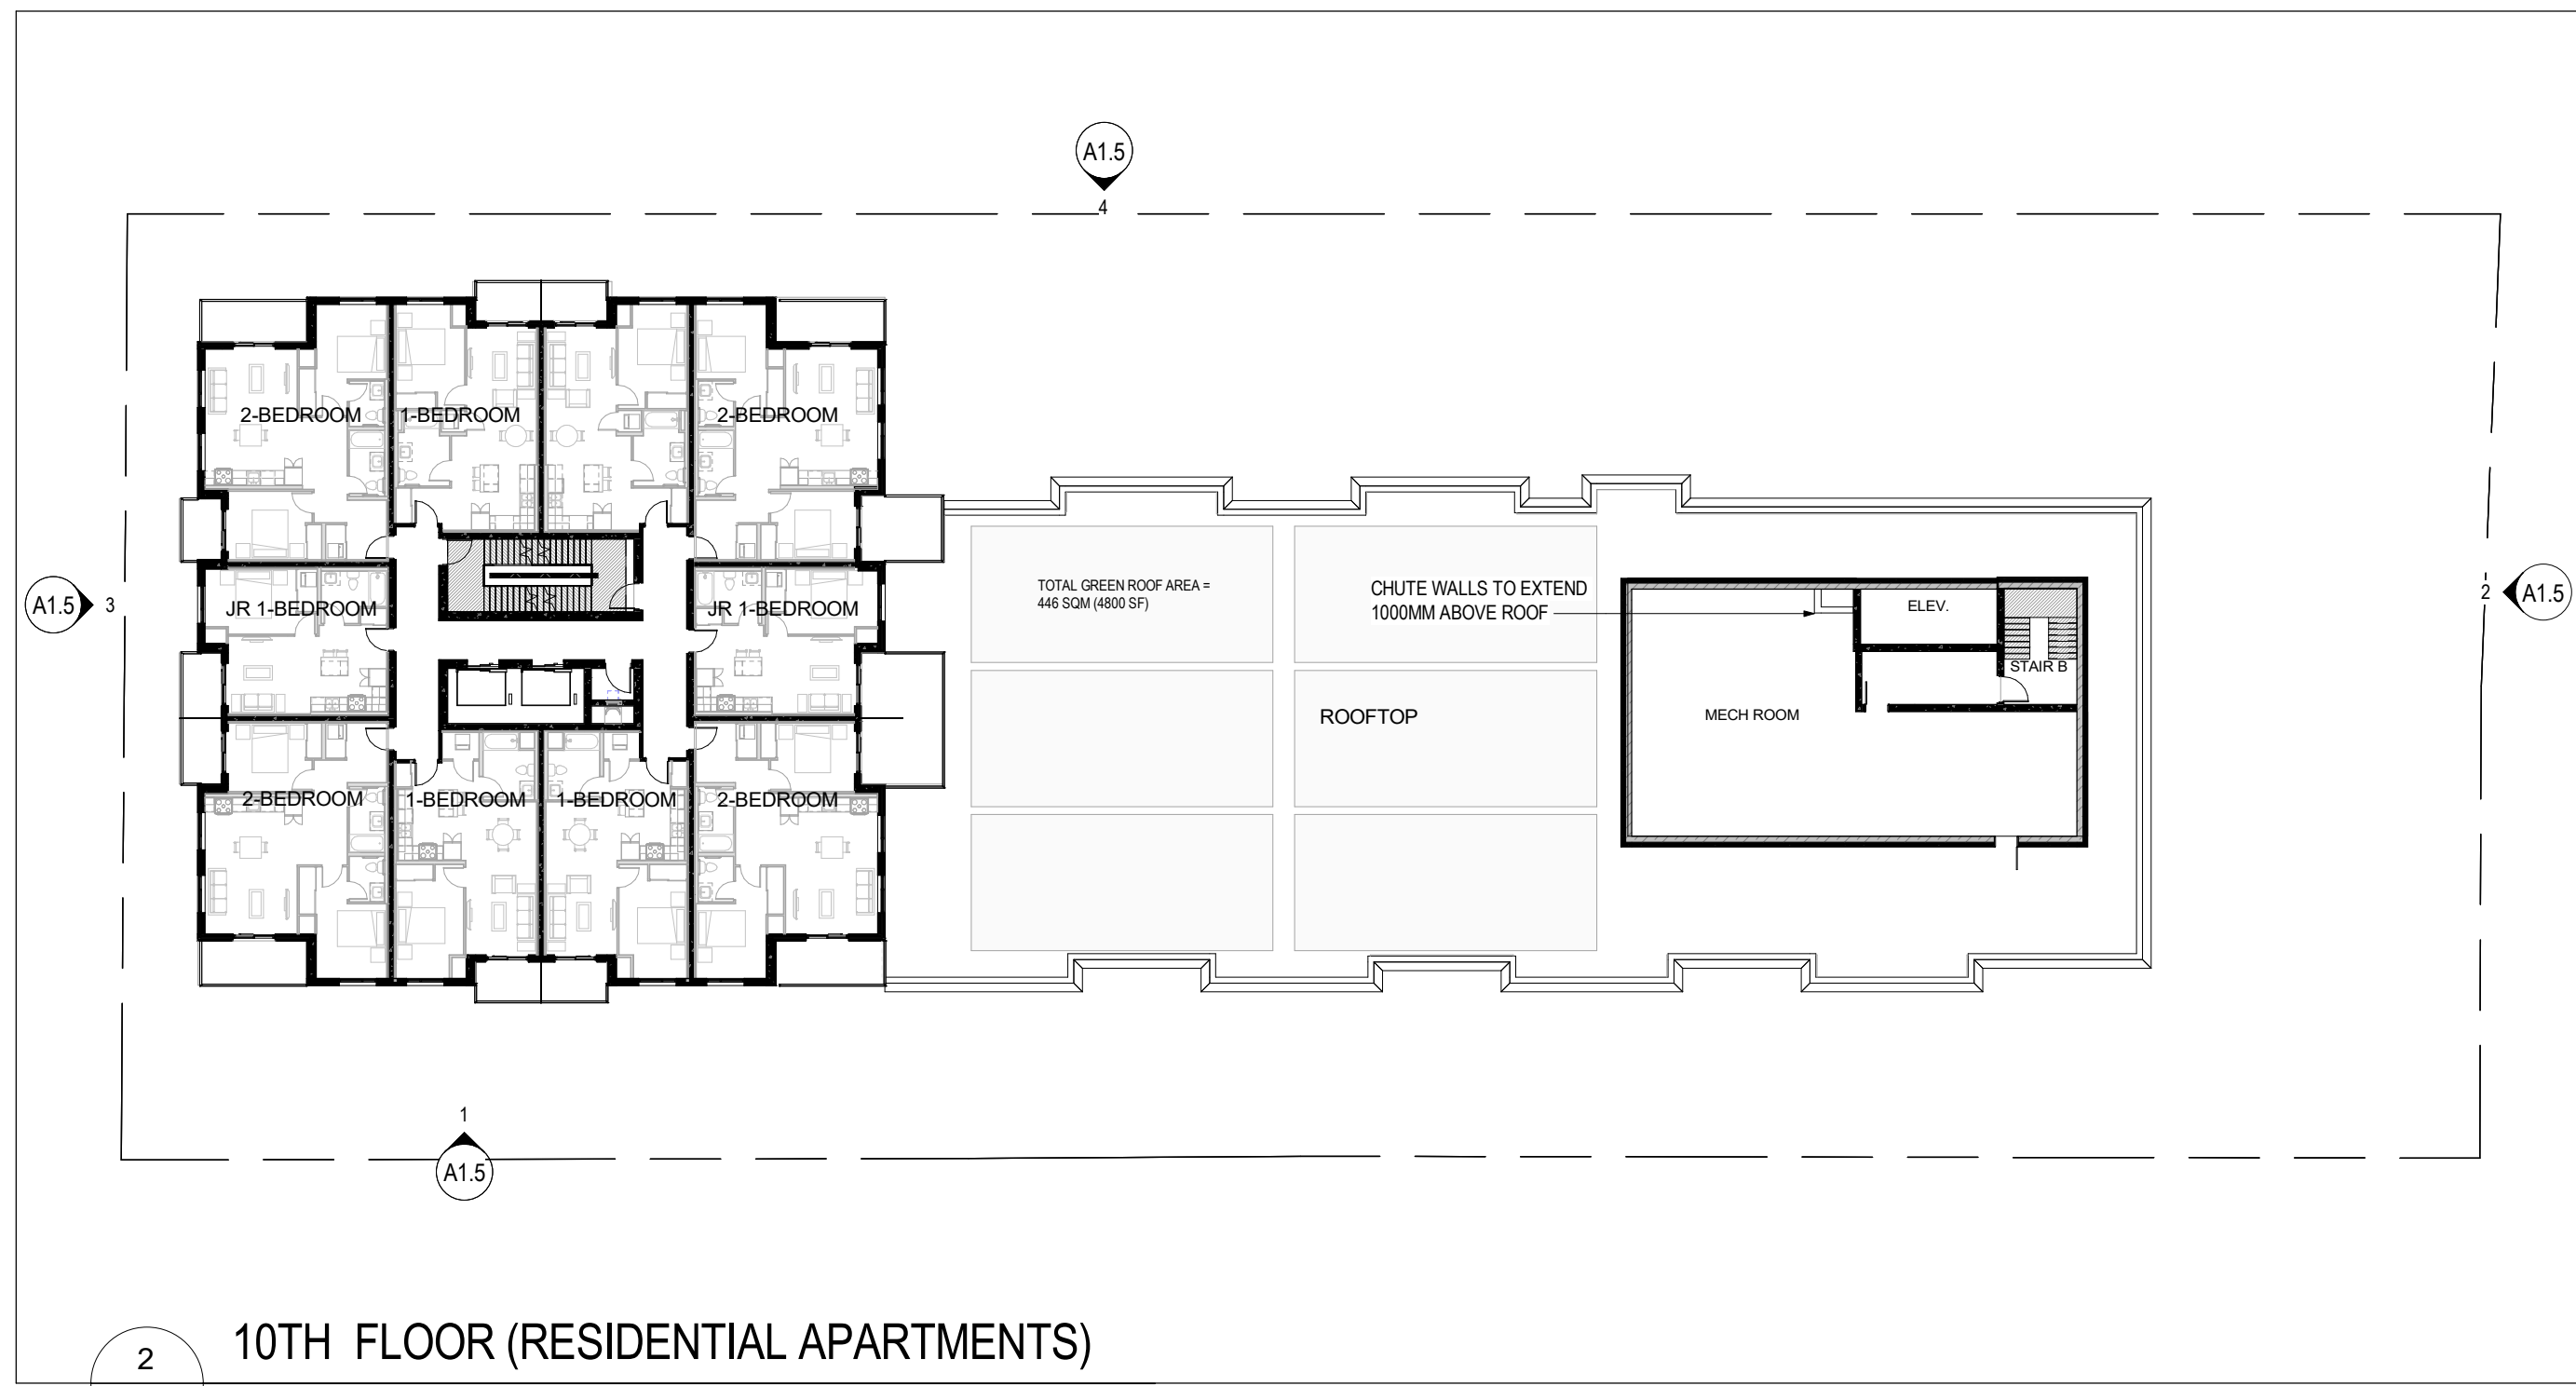 A1.5
4
2-BEDROOM
1-BEDROOM
2-BEDROOM
A1.5
3
JR 1-BEDROOM
JR 1-BEDROOM
TOTAL GREEN ROOF AREA =
446 SQM (4800 SF)
CHUTE WALLS TO EXTEND
1000MM ABOVE ROOF
ELEV.
STAIR B
2
A1.5
ROOFTOP
MECH ROOM
2-BEDROOM
1-BEDROOM
1-BEDROOM
2-BEDROOM
1
A1.5
2
10TH FLOOR (RESIDENTIAL APARTMENTS)